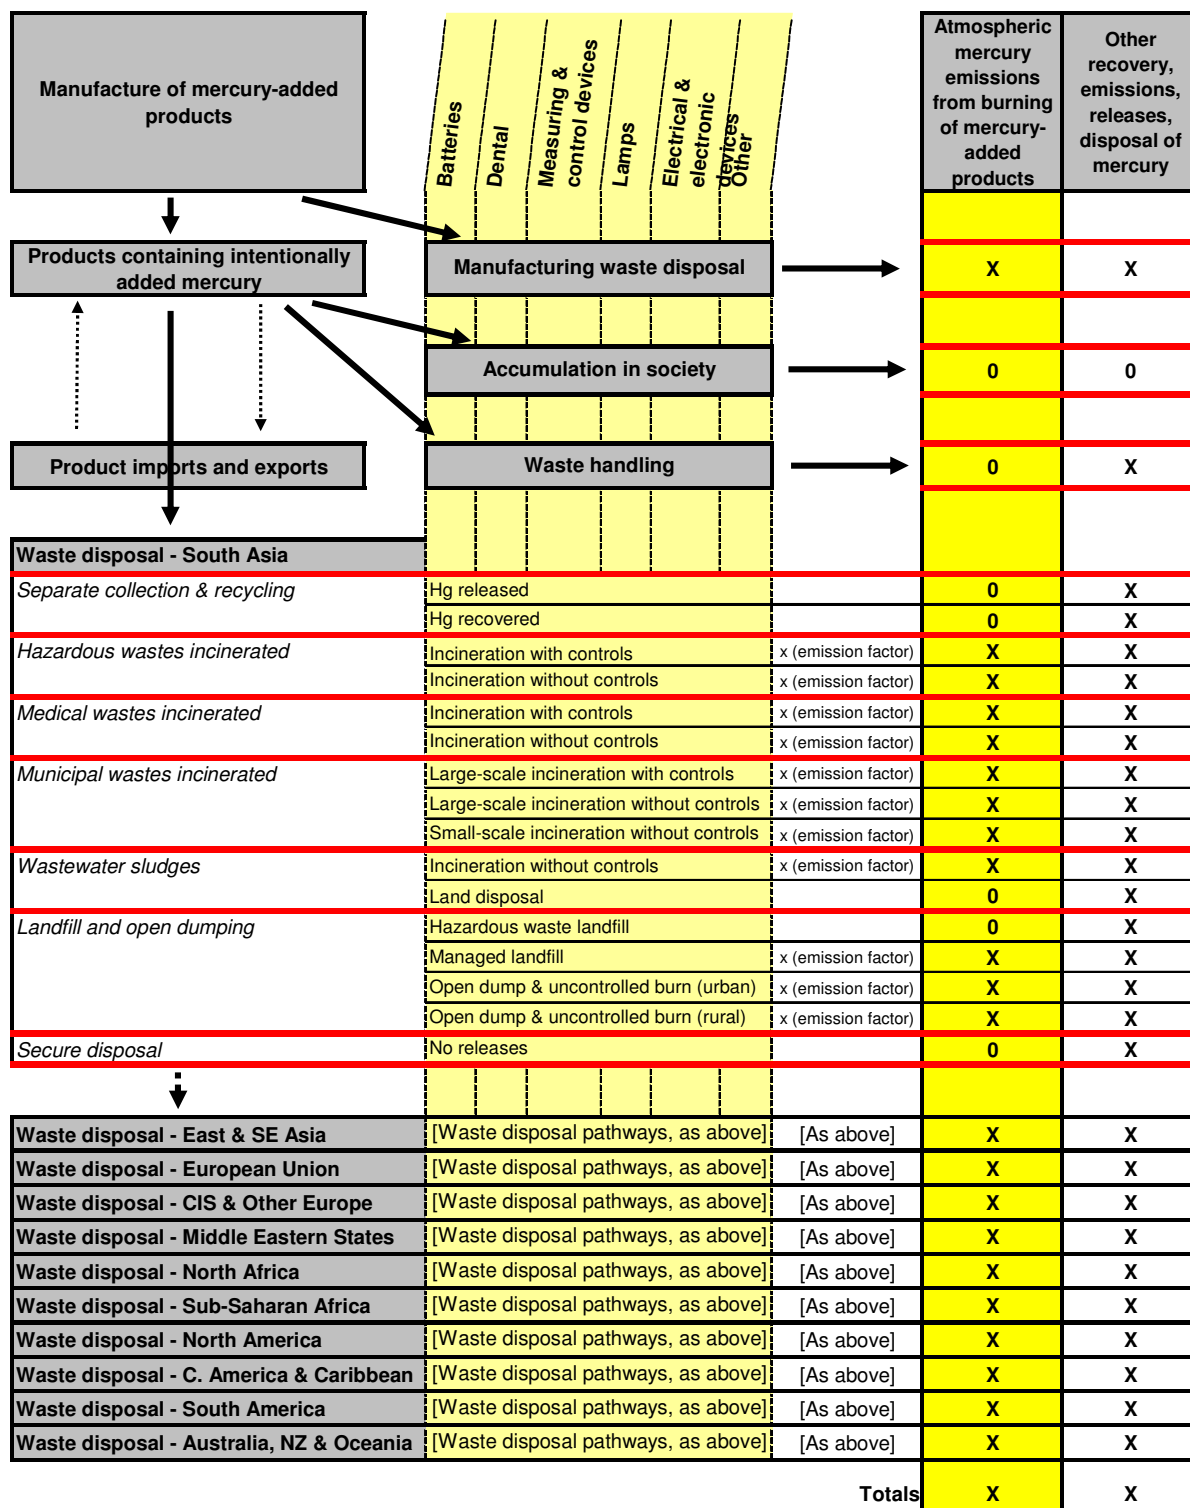 Manufacture of mercury-added
products
Batteries
Dental
Measuring &
control devices
Lamps
Electrical &
electronic
devices
Other
Atmospheric
mercury
emissions
from burning
of mercury-
added
products
Other
recovery,
emissions,
releases,
disposal of
mercury
Products containing intentionally
added mercury
Manufacturing waste disposal
X X
Accumulation in society
0 0
Product imports and exports
Waste handling
0 X
Waste disposal - South Asia
Separate collection & recycling Hg released 0 X
Hg recovered 0 X
Hazardous wastes incinerated Incineration with controls x (emission factor) X X
Incineration without controls x (emission factor) X X
Medical wastes incinerated Incineration with controls x (emission factor) X X
Incineration without controls x (emission factor) X X
Municipal wastes incinerated Large-scale incineration with controls x (emission factor) X X
Large-scale incineration without controls x (emission factor) X X
Small-scale incineration without controls x (emission factor) X X
Wastewater sludges Incineration without controls x (emission factor) X X
Land disposal 0 X
Landfill and open dumping Hazardous waste landfill 0 X
Managed landfill x (emission factor) X X
Open dump & uncontrolled burn (urban) x (emission factor) X X
Open dump & uncontrolled burn (rural) x (emission factor) X X
Secure disposal No releases 0 X
Waste disposal - East & SE Asia [Waste disposal pathways, as above] [As above] X X
Waste disposal - European Union [Waste disposal pathways, as above] [As above] X X
Waste disposal - CIS & Other Europe [Waste disposal pathways, as above] [As above] X X
Waste disposal - Middle Eastern States [Waste disposal pathways, as above] [As above] X X
Waste disposal - North Africa [Waste disposal pathways, as above] [As above] X X
Waste disposal - Sub-Saharan Africa [Waste disposal pathways, as above] [As above] X X
Waste disposal - North America [Waste disposal pathways, as above] [As above] X X
Waste disposal - C. America & Caribbean [Waste disposal pathways, as above] [As above] X X
Waste disposal - South America [Waste disposal pathways, as above] [As above] X X
Waste disposal - Australia, NZ & Oceania [Waste disposal pathways, as above] [As above] X X
Totals X X